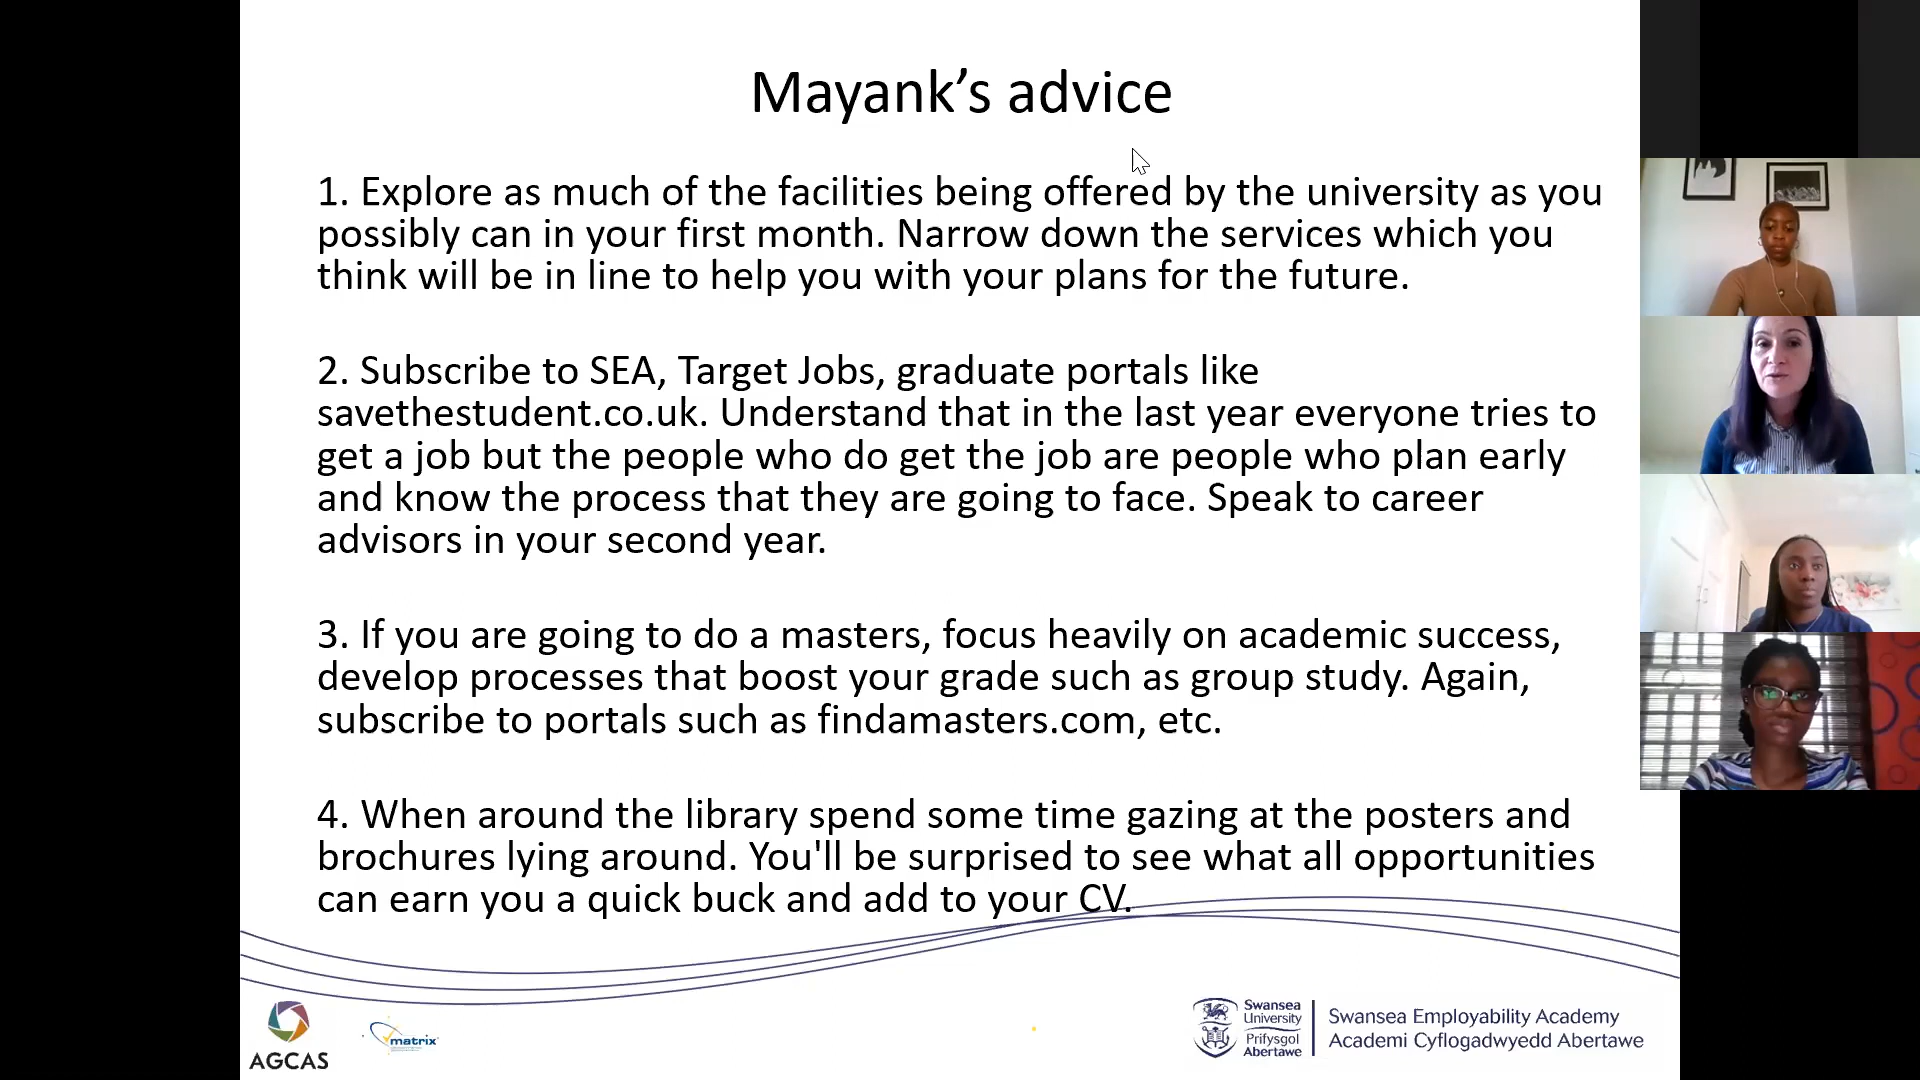 Mayank’s advice
1. Explore as much of the facilities being offered by the university as you
possibly can in your first month. Narrow down the services which you
think will be in line to help you with your plans for the future.
2. Subscribe to SEA, Target Jobs, graduate portals like
savethestudent.co.uk. Understand that in the last year everyone tries to
get a job but the people who do get the job are people who plan early
and know the process that they are going to face. Speak to career
advisors in your second year.
3. If you are going to do a masters, focus heavily on academic success,
develop processes that boost your grade such as group study. Again,
subscribe to portals such as findamasters.com, etc.
4. When around the library spend some time gazing at the posters and
brochures lying around. You'll be surprised to see what all opportunities
can earn you a quick buck and add to your CV.
AGCAS
matrix
Swansea
University
Prifysgol
Abertawe
Swansea Employability Academy
Academi Cyflogadwyedd Abertawe